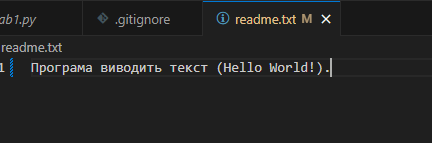 ab1.py
.gitignore
readme.txt M
readme.txt
1 Програма виводить текст (Hello World!).